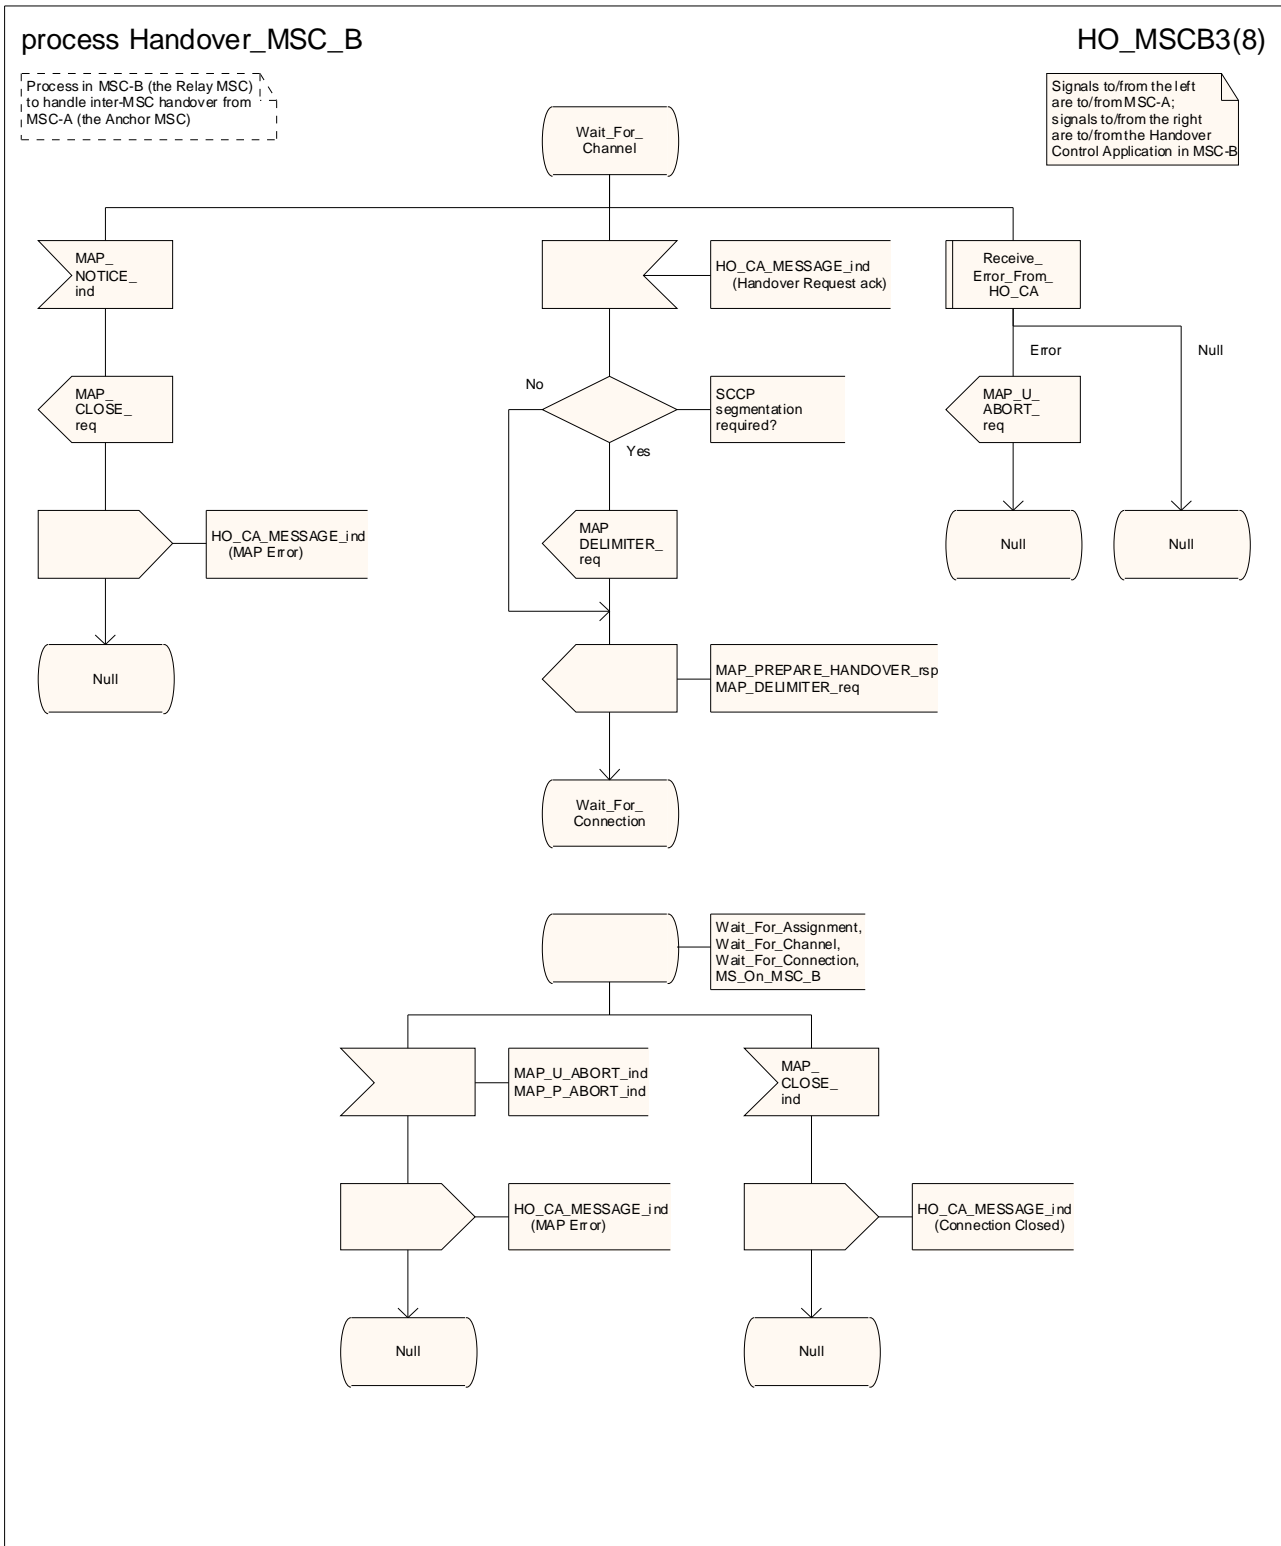 process Handover_MSC_B
HO_MSCB3(8)
Process in MSC-B (the Relay MSC)
to handle inter-MSC handover from
MSC-A (the Anchor MSC)
Signals to/from the left
are to/from MSC-A;
signals to/from the right
are to/from the Handover
Control Application in MSC-B
Wait_For_
Channel
MAP_
NOTICE_
ind
HO_CA_MESSAGE_ind
(Handover Request ack)
Receive_
Error_From_
HO_CA
Error
Null
MAP_
CLOSE_
req
No
SCCP
segmentation
required?
Yes
MAP_U_
ABORT_
req
HO_CA_MESSAGE_ind
(MAP Error)
MAP
DELIMITER_
req
Null
Null
Null
MAP_PREPARE_HANDOVER_rsp
MAP_DELIMITER_req
Wait_For_
Connection
Wait_For_Assignment,
Wait_For_Channel,
Wait_For_Connection,
MS_On_MSC_B
MAP_U_ABORT_ind
MAP_P_ABORT_ind
MAP_
CLOSE_
ind
HO_CA_MESSAGE_ind
(MAP Error)
HO_CA_MESSAGE_ind
(Connection Closed)
Null
Null